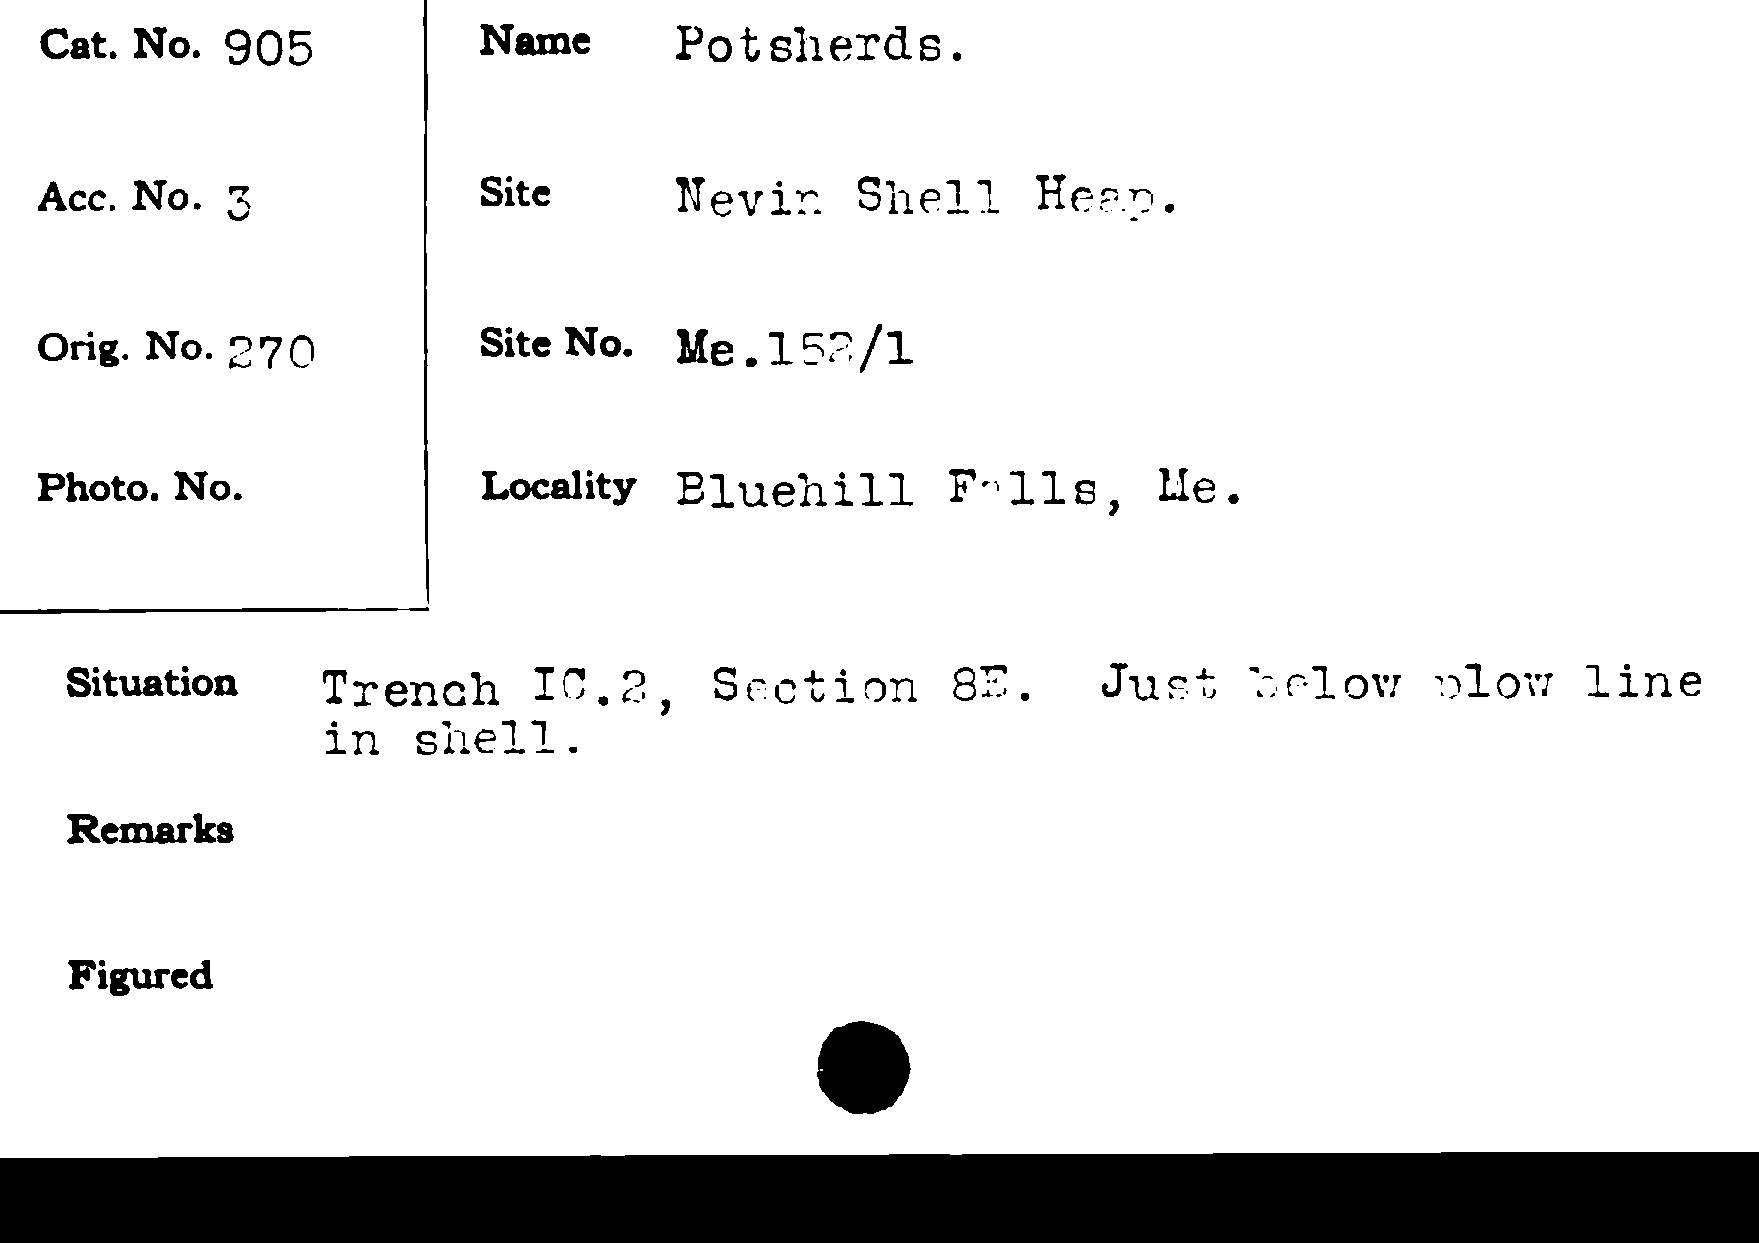 Cat. No. 905
Name Potsherds.
Acc. No. 3
Site Nevin Shell Heap.
Orig. No. 270
Site No. Me.152/1
Photo. No.
Locality Bluehill Falls, Me.
Situation Trench IC.2, Section 8E. Just below plow line
in shell.
Remarks
Figured